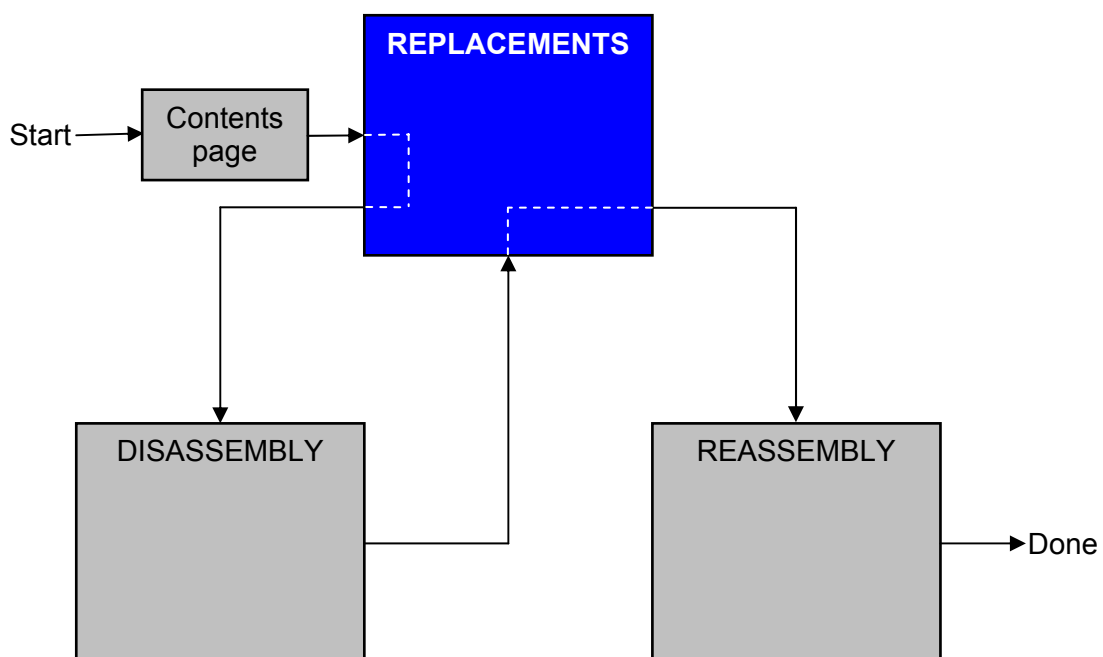 REPLACEMENTS
Start
Contents
page
DISASSEMBLY
REASSEMBLY
Done